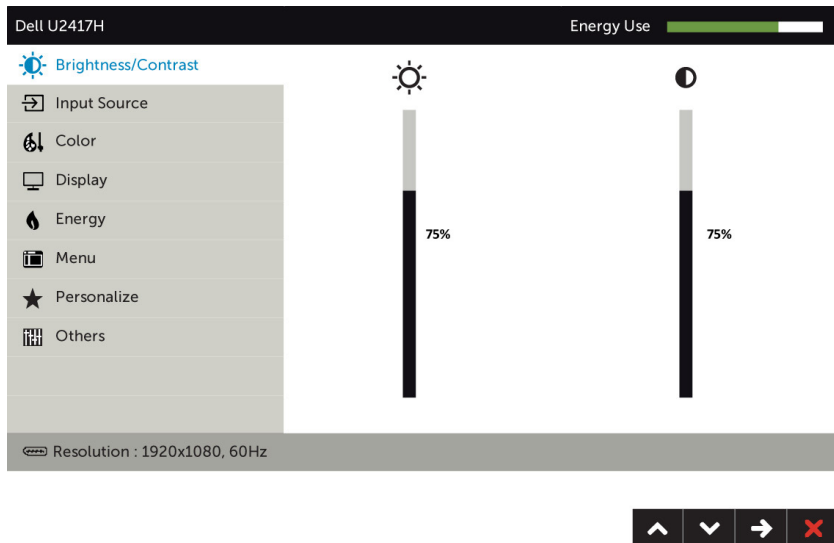 Dell U2417H
Energy Use
Brightness/Contrast
Input Source
Color
Display
Energy
Menu
Personalize
Others
75%
75%
Resolution : 1920x1080, 60Hz